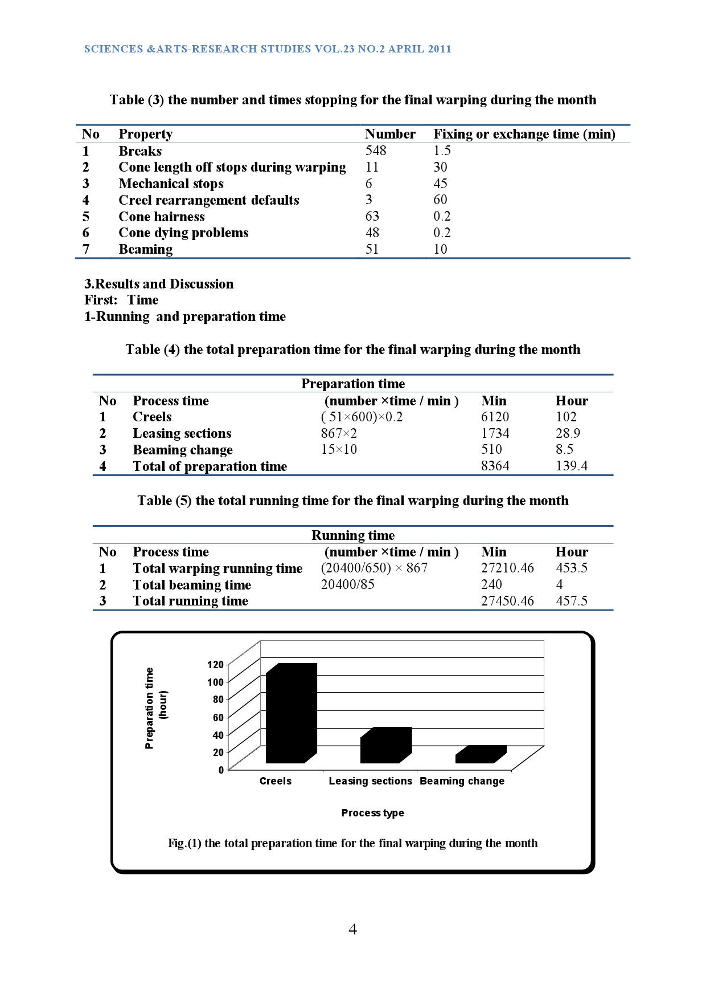 SCIENCES &ARTS-RESEARCH STUDIES VOL.23 NO.2 APRIL 2011
Table (3) the number and times stopping for the final warping during the month
No Property Number Fixing or exchange time (min)
1 Breaks 548 1.5
2 Cone length off stops during warping 11 30
3 Mechanical stops 6 45
4 Creel rearrangement defaults 3 60
5 Cone hairness 63 0.2
6 Cone dying problems 48 0.2
7 Beaming 51 10
3.Results and Discussion
First: Time
1-Running and preparation time
Table (4) the total preparation time for the final warping during the month
Preparation time
No Process time (number ×time / min ) Min Hour
1 Creels ( 51×600)×0.2 6120 102
2 Leasing sections 867×2 1734 28.9
3 Beaming change 15×10 510 8.5
4 Total of preparation time 8364 139.4
Table (5) the total running time for the final warping during the month
Running time
No Process time (number ×time / min ) Min Hour
1 Total warping running time (20400/650) × 867 27210.46 453.5
2 Total beaming time 20400/85 240 4
3 Total running time 27450.46 457.5
Preparation time
(hour)
120
100
80
60
40
20
0
Creels Leasing sections Beaming change
Process type
Fig.(1) the total preparation time for the final warping during the month
4